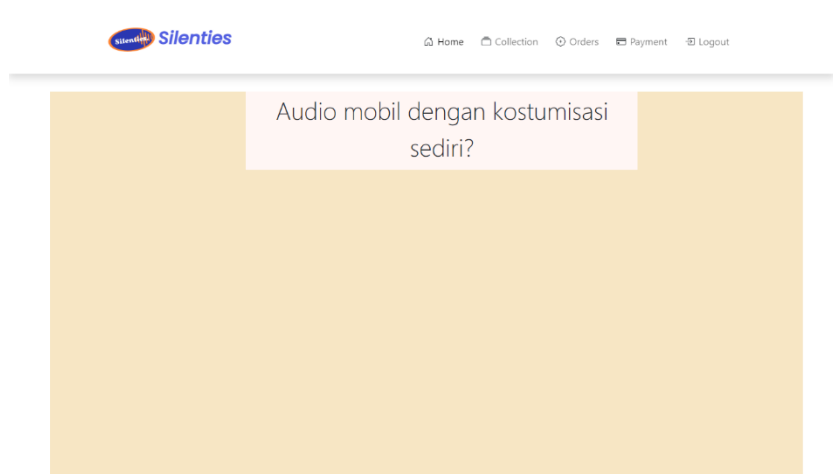 Silenties Silenties Home Collection Orders Payment Logout
Audio mobil dengan kostumisasi
sediri?